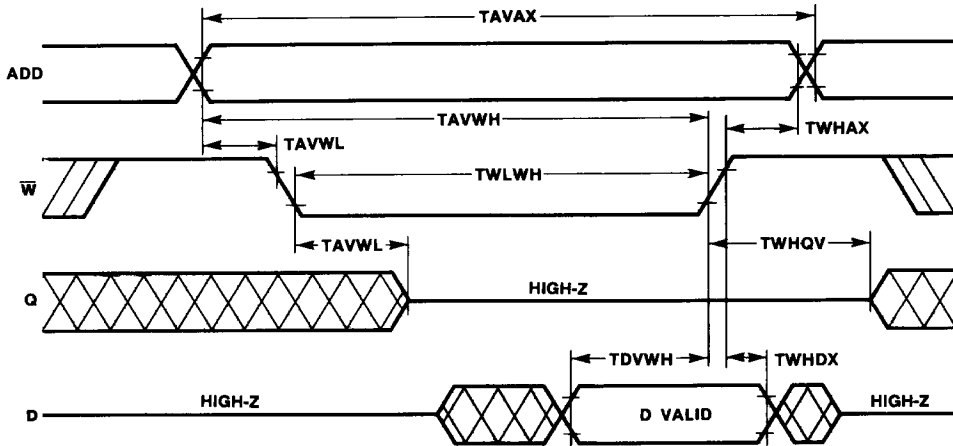 TAVAX
ADD
TAVWH
TAVWL
TWHAX
W
TWLWH
TAVWL
TWHQV
Q
HIGH-Z
TDVWH
TWHDX
D
HIGH-Z
D VALID
HIGH-Z